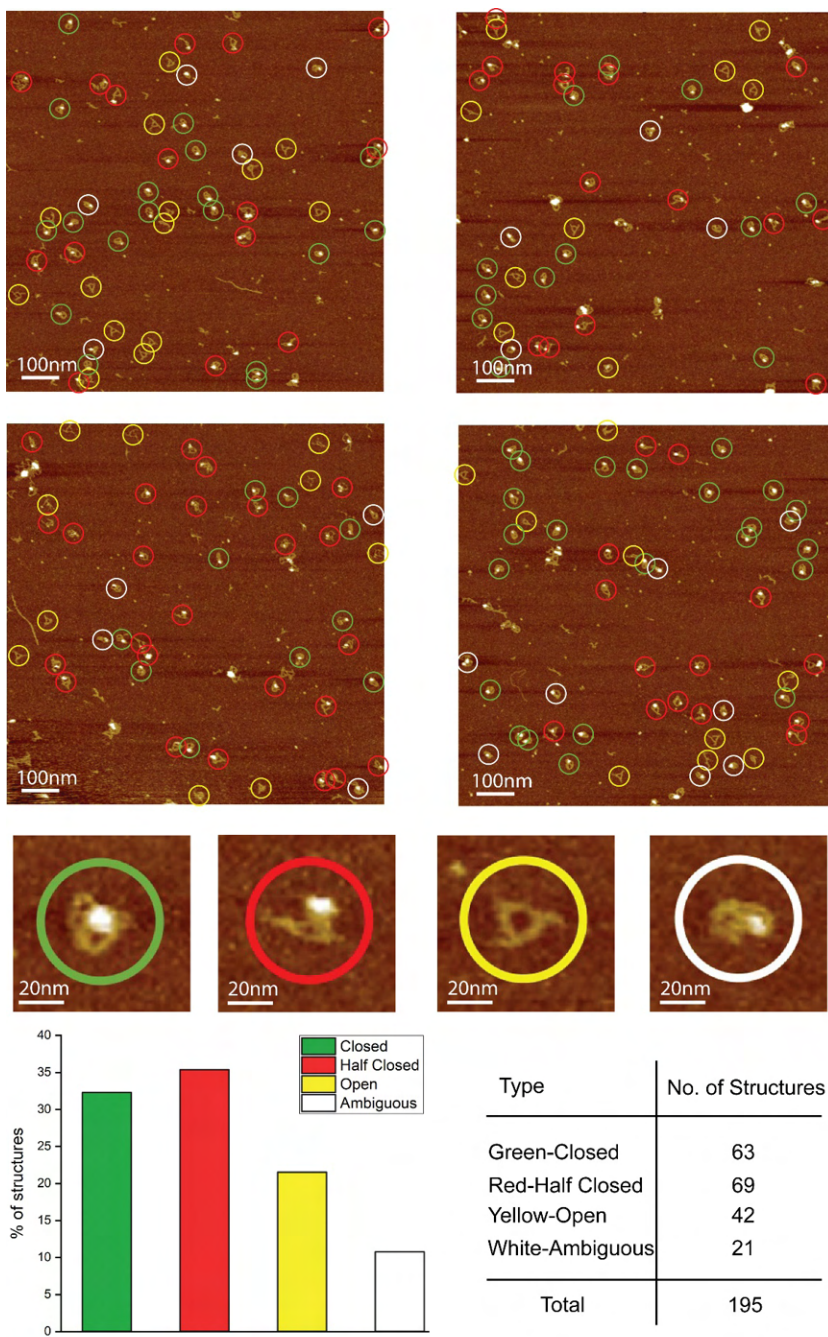 100nm
100nm
100nm
100nm
20nm
20nm
20nm
20nm
40
35
30
25
20
15
10
5
0
% of structures
Closed
Half Closed
Open
Ambiguous
Type No. of Structures
Green-Closed 63
Red-Half Closed 69
Yellow-Open 42
White-Ambiguous 21
Total 195